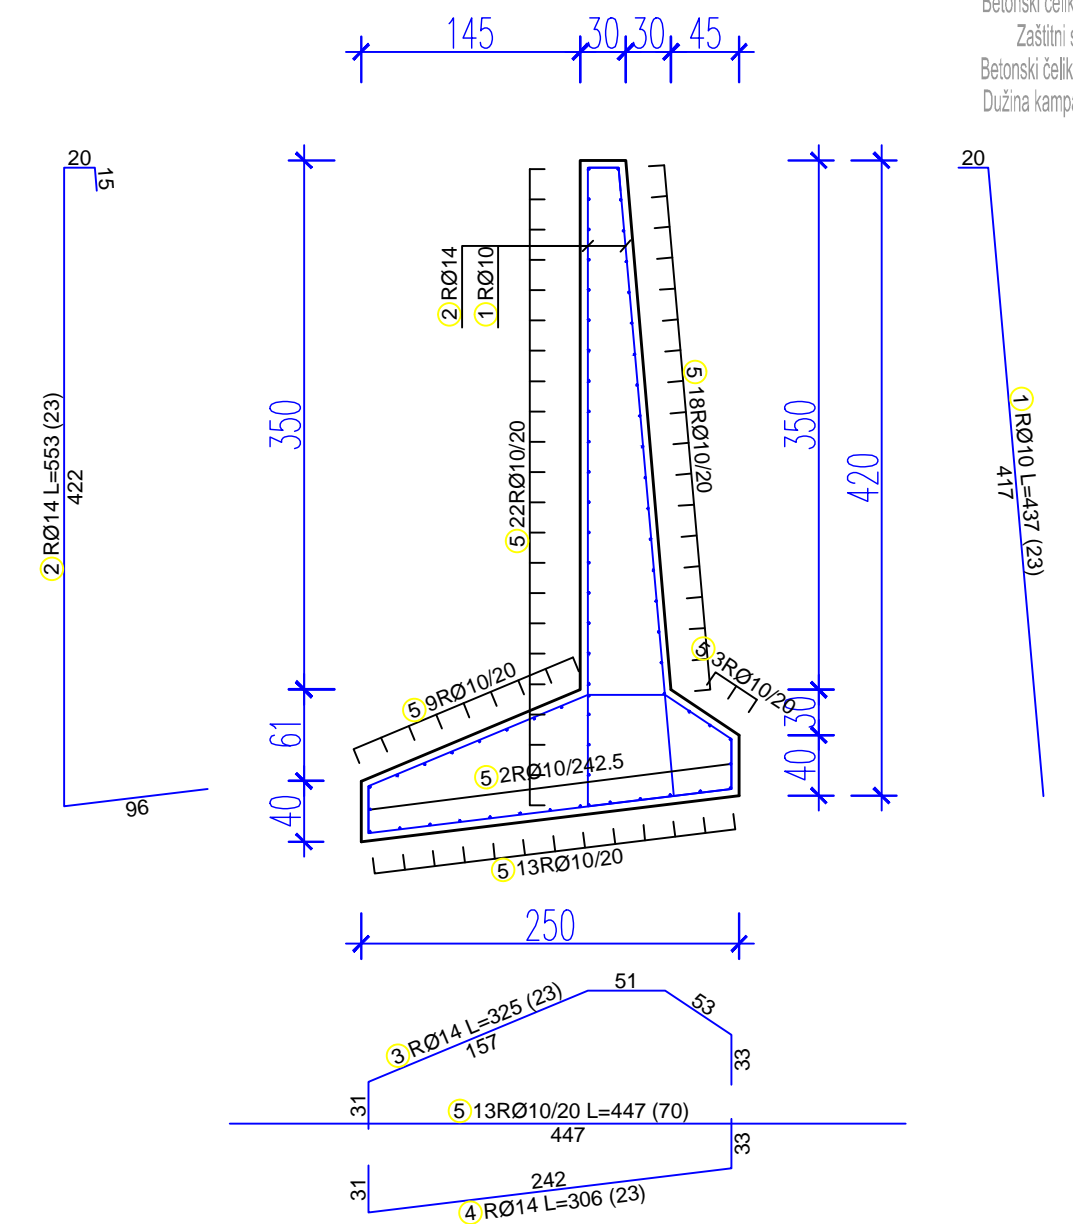 Betonski čelik
Zaštitni s
Betonski čelik
Dužina kampa
145
30
30
45
20
15
20
2 RØ14
1 RØ10
2 RØ14 L=553 (23)
422
350
5 22RØ10/20
5 18RØ10/20
350
420
1 RØ10 L=437 (23)
417
5 9RØ10/20
5 3RØ10/20
61
30
5 2RØ10/242.5
40
40
96
5 13RØ10/20
250
3 RØ14 L=325 (23)
157
51
53
33
31
5 13RØ10/20 L=447 (70)
447
33
31
242
4 RØ14 L=306 (23)